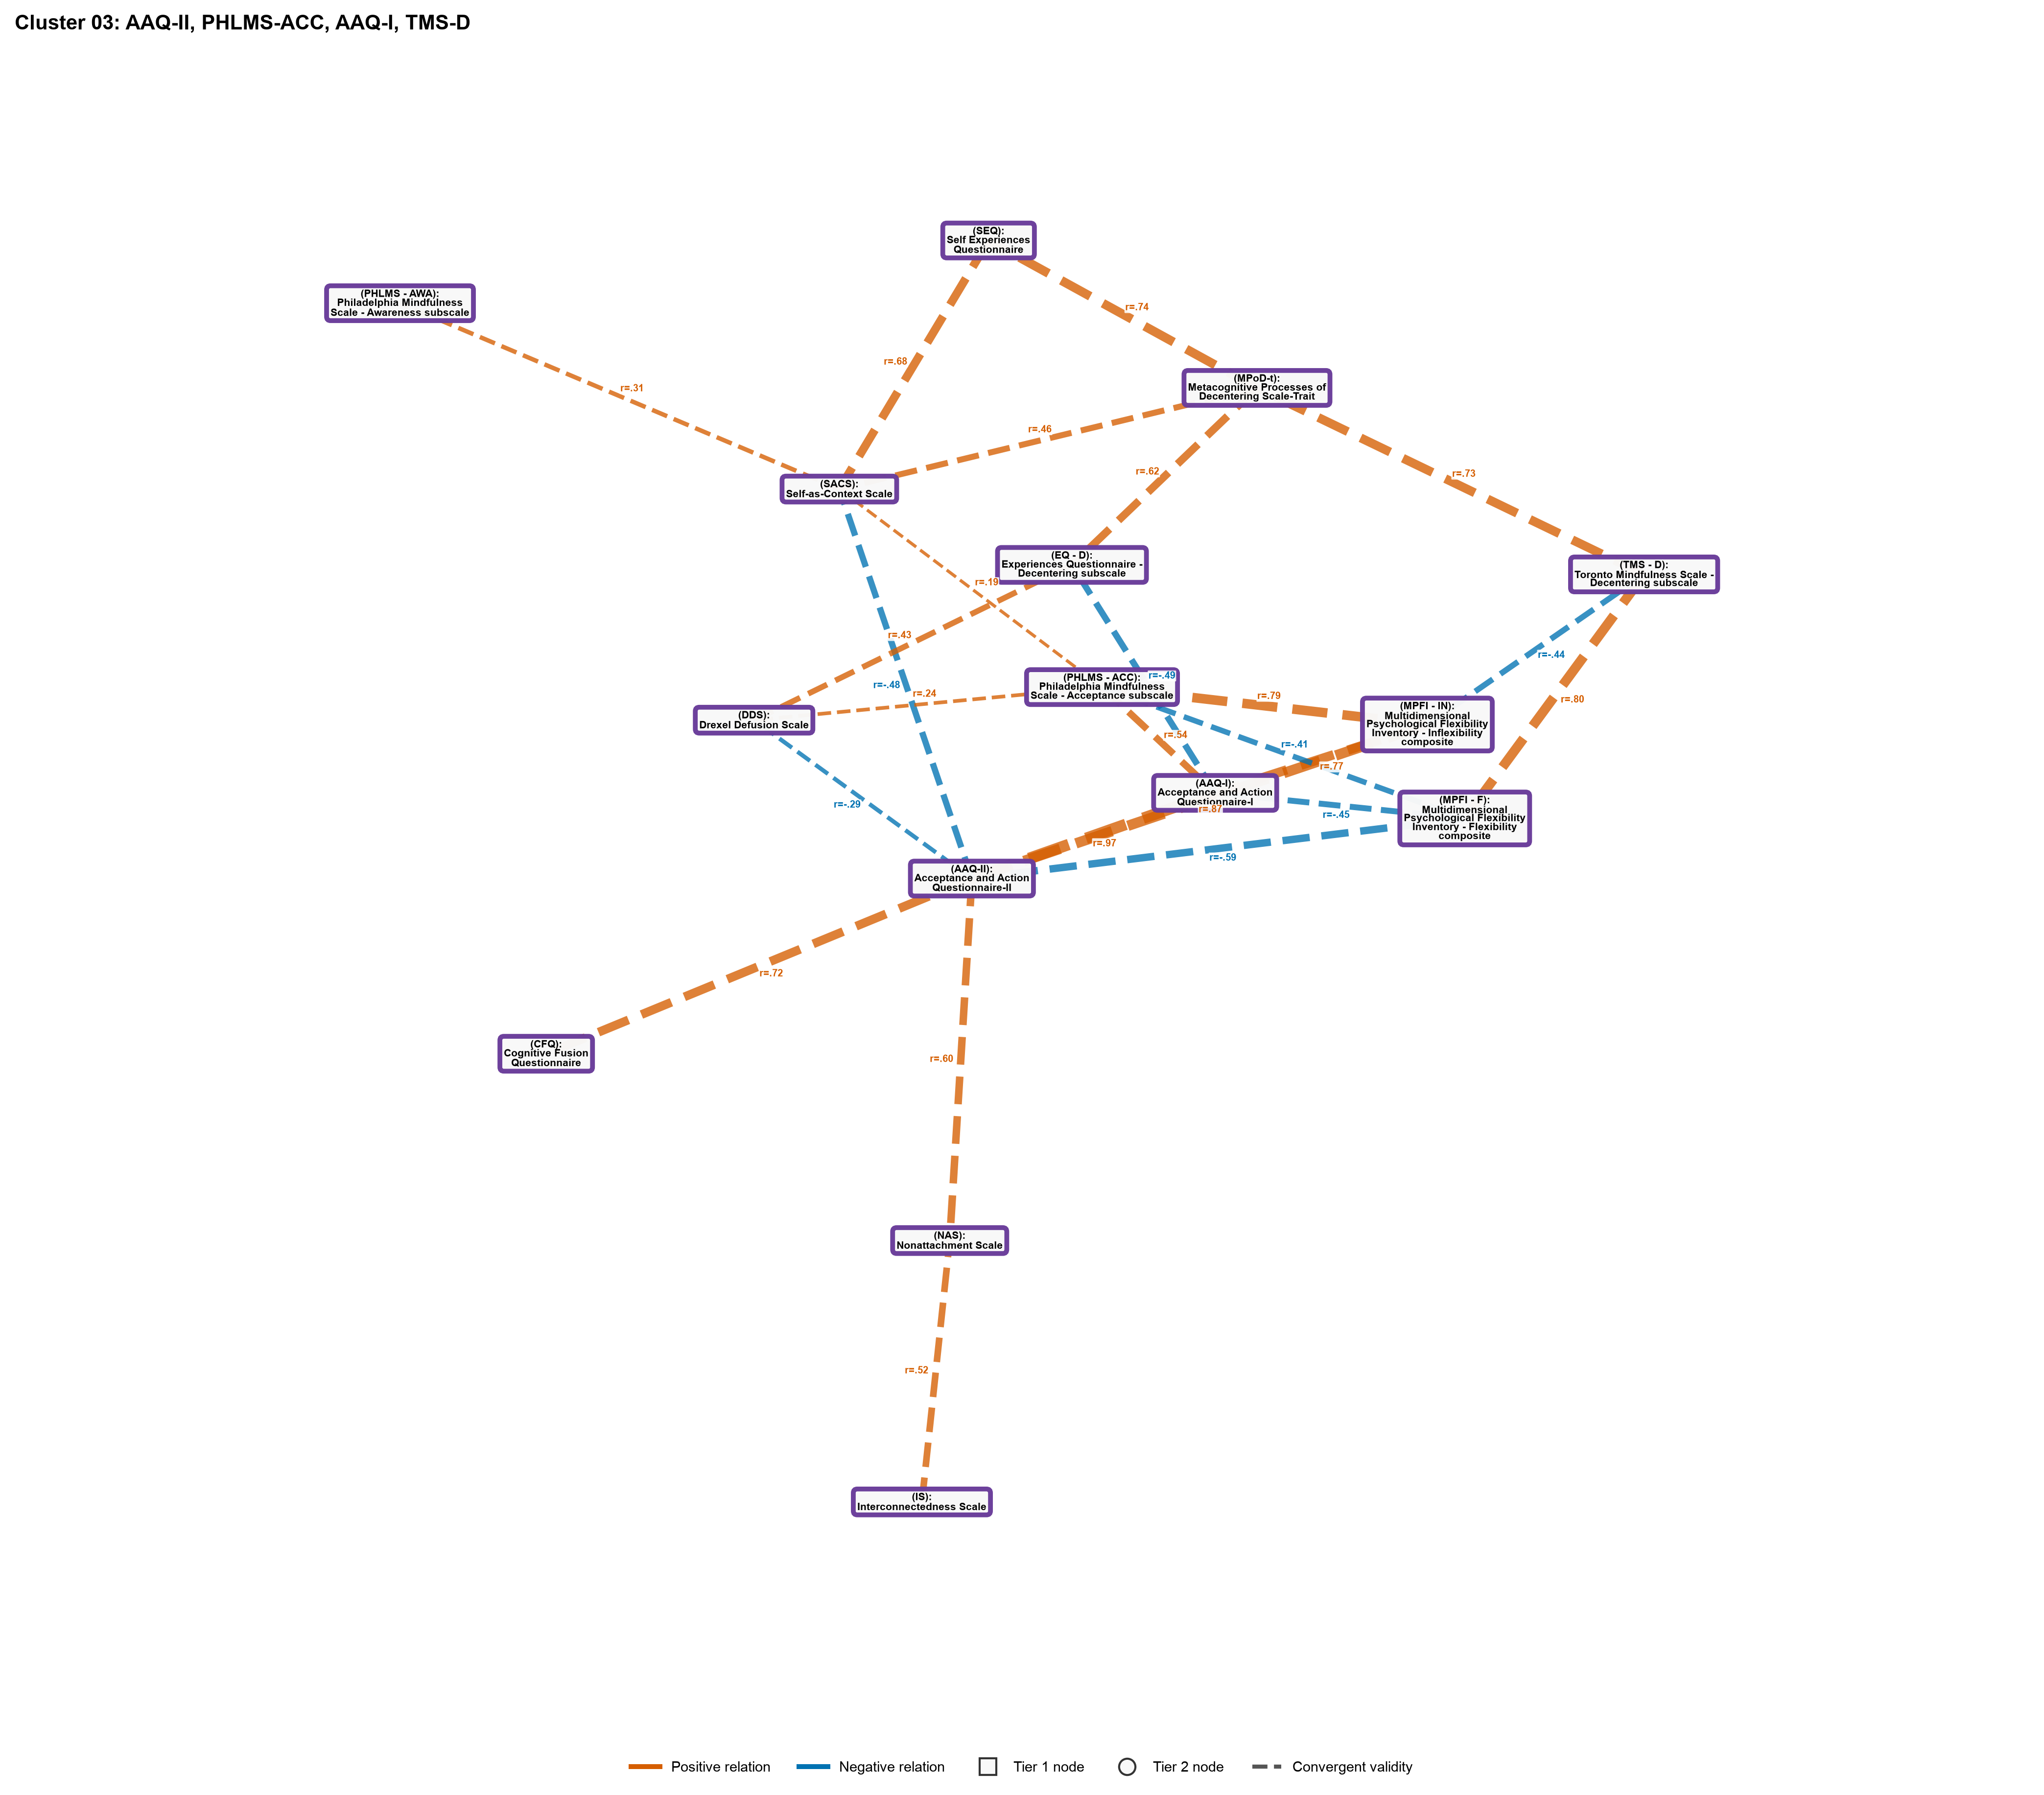 Cluster 03: AAQ-II, PHLMS-ACC, AAQ-I, TMS-D
(SEQ):
Self Experiences
Questionnaire
(PHLMS - AWA):
Philadelphia Mindfulness
Scale - Awareness subscale
r=.74
r=.68
(MPoD-t):
Metacognitive Processes of
Decentering Scale-Trait
r=.31
r=.46
r=.62
r=.73
(SACS):
Self-as-Context Scale
(EQ - D):
Experiences Questionnaire -
Decentering subscale
(TMS - D):
Toronto Mindfulness Scale -
Decentering subscale
r=.19
r=.43
r=-.44
(PHLMS - ACC):
Philadelphia Mindfulness
Scale - Acceptance subscale
r=-.49
r=-.48
r=.24
r=.79
r=.80
(DDS):
Drexel Defusion Scale
(MPFI - IN):
Multidimensional
Psychological Flexibility
Inventory - Inflexibility
composite
r=.54
r=-.41
r=.77
(AAQ-I):
Acceptance and Action
Questionnaire-I
r=.87
r=-.29
r=-.45
(MPFI - F):
Multidimensional
Psychological Flexibility
Inventory - Flexibility
composite
r=.97
r=-.59
(AAQ-II):
Acceptance and Action
Questionnaire-II
r=.72
(CFQ):
Cognitive Fusion
Questionnaire
r=.60
(NAS):
Nonattachment Scale
r=.52
(IS):
Interconnectedness Scale
Positive relation
Negative relation
Tier 1 node
Tier 2 node
Convergent validity